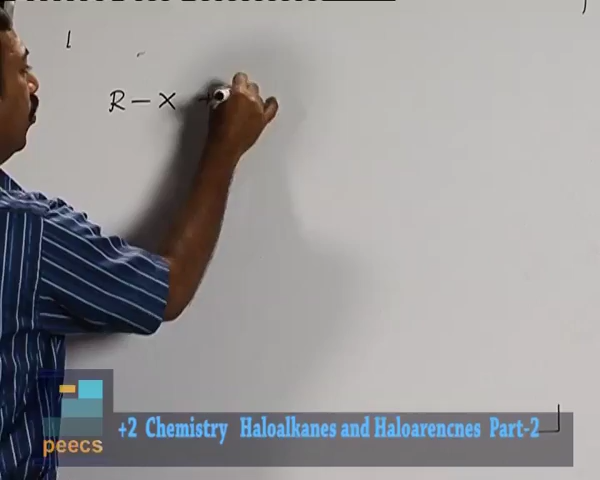 R — X +
peecs
+2 Chemistry Haloalkanes and Haloarencnes Part-2